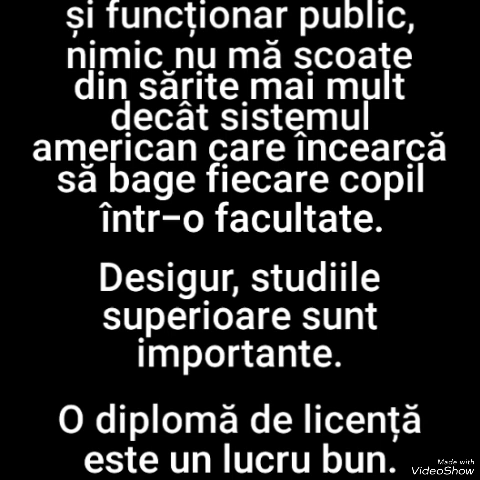 și funcționar public,
nimic nu mă scoate
din sărite mai mult
decât sistemul
american care încearcă
să bage fiecare copil
într-o facultate.
Desigur, studiile
superioare sunt
importante.
O diplomă de licență
este un lucru bun.
Made with
VideoShow